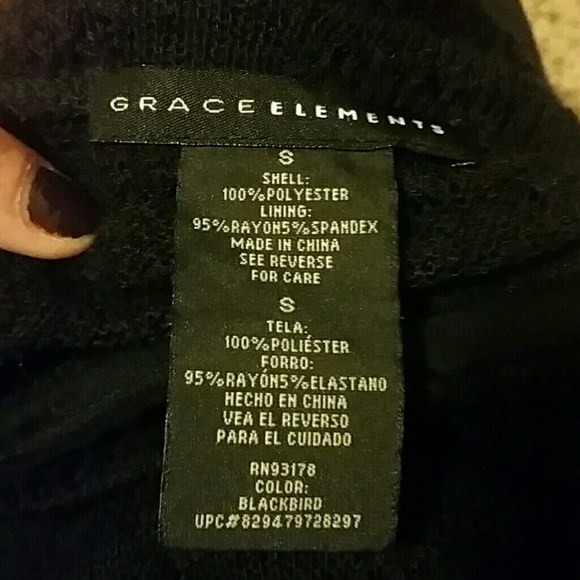 GRACE ELEMENTS
S
SHELL:
100%POLYESTER
LINING:
95%RAYON5%SPANDEX
MADE IN CHINA
SEE REVERSE
FOR CARE
S
TELA:
100%POLIÉSTER
FORRO:
95%RAYÓN5%ELASTANO
HECHO EN CHINA
VEA EL REVERSO
PARA EL CUIDADO
RN93178
COLOR:
BLACKBIRD
UPC#829479728297